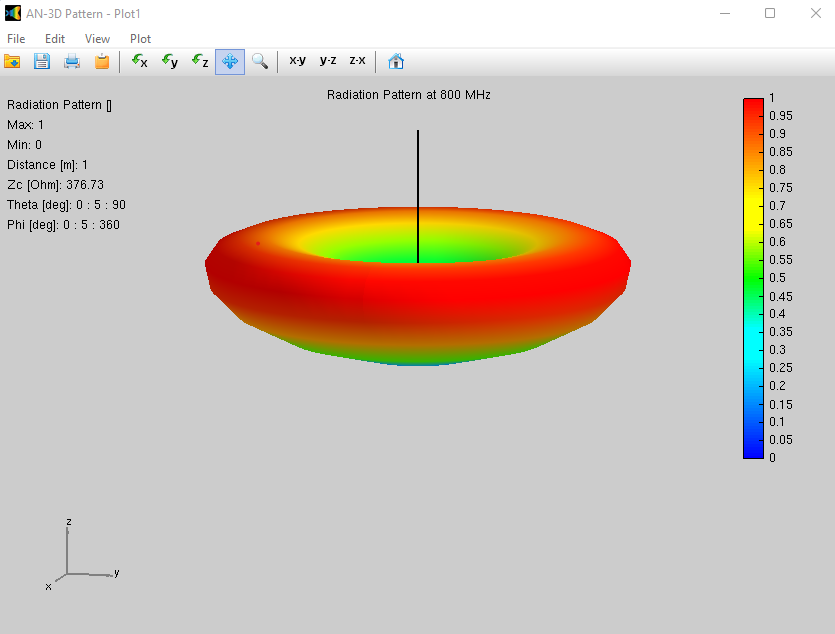 AN-3D Pattern - Plot1
File Edit View Plot
x y z x-y y-z z-x
Radiation Pattern at 800 MHz
Radiation Pattern []
Max: 1
Min: 0
Distance [m]: 1
Zc [Ohm]: 376.73
Theta [deg]: 0 : 5 : 90
Phi [deg]: 0 : 5 : 360
1
0.95
0.9
0.85
0.8
0.75
0.7
0.65
0.6
0.55
0.5
0.45
0.4
0.35
0.3
0.25
0.2
0.15
0.1
0.05
0
z
y
x